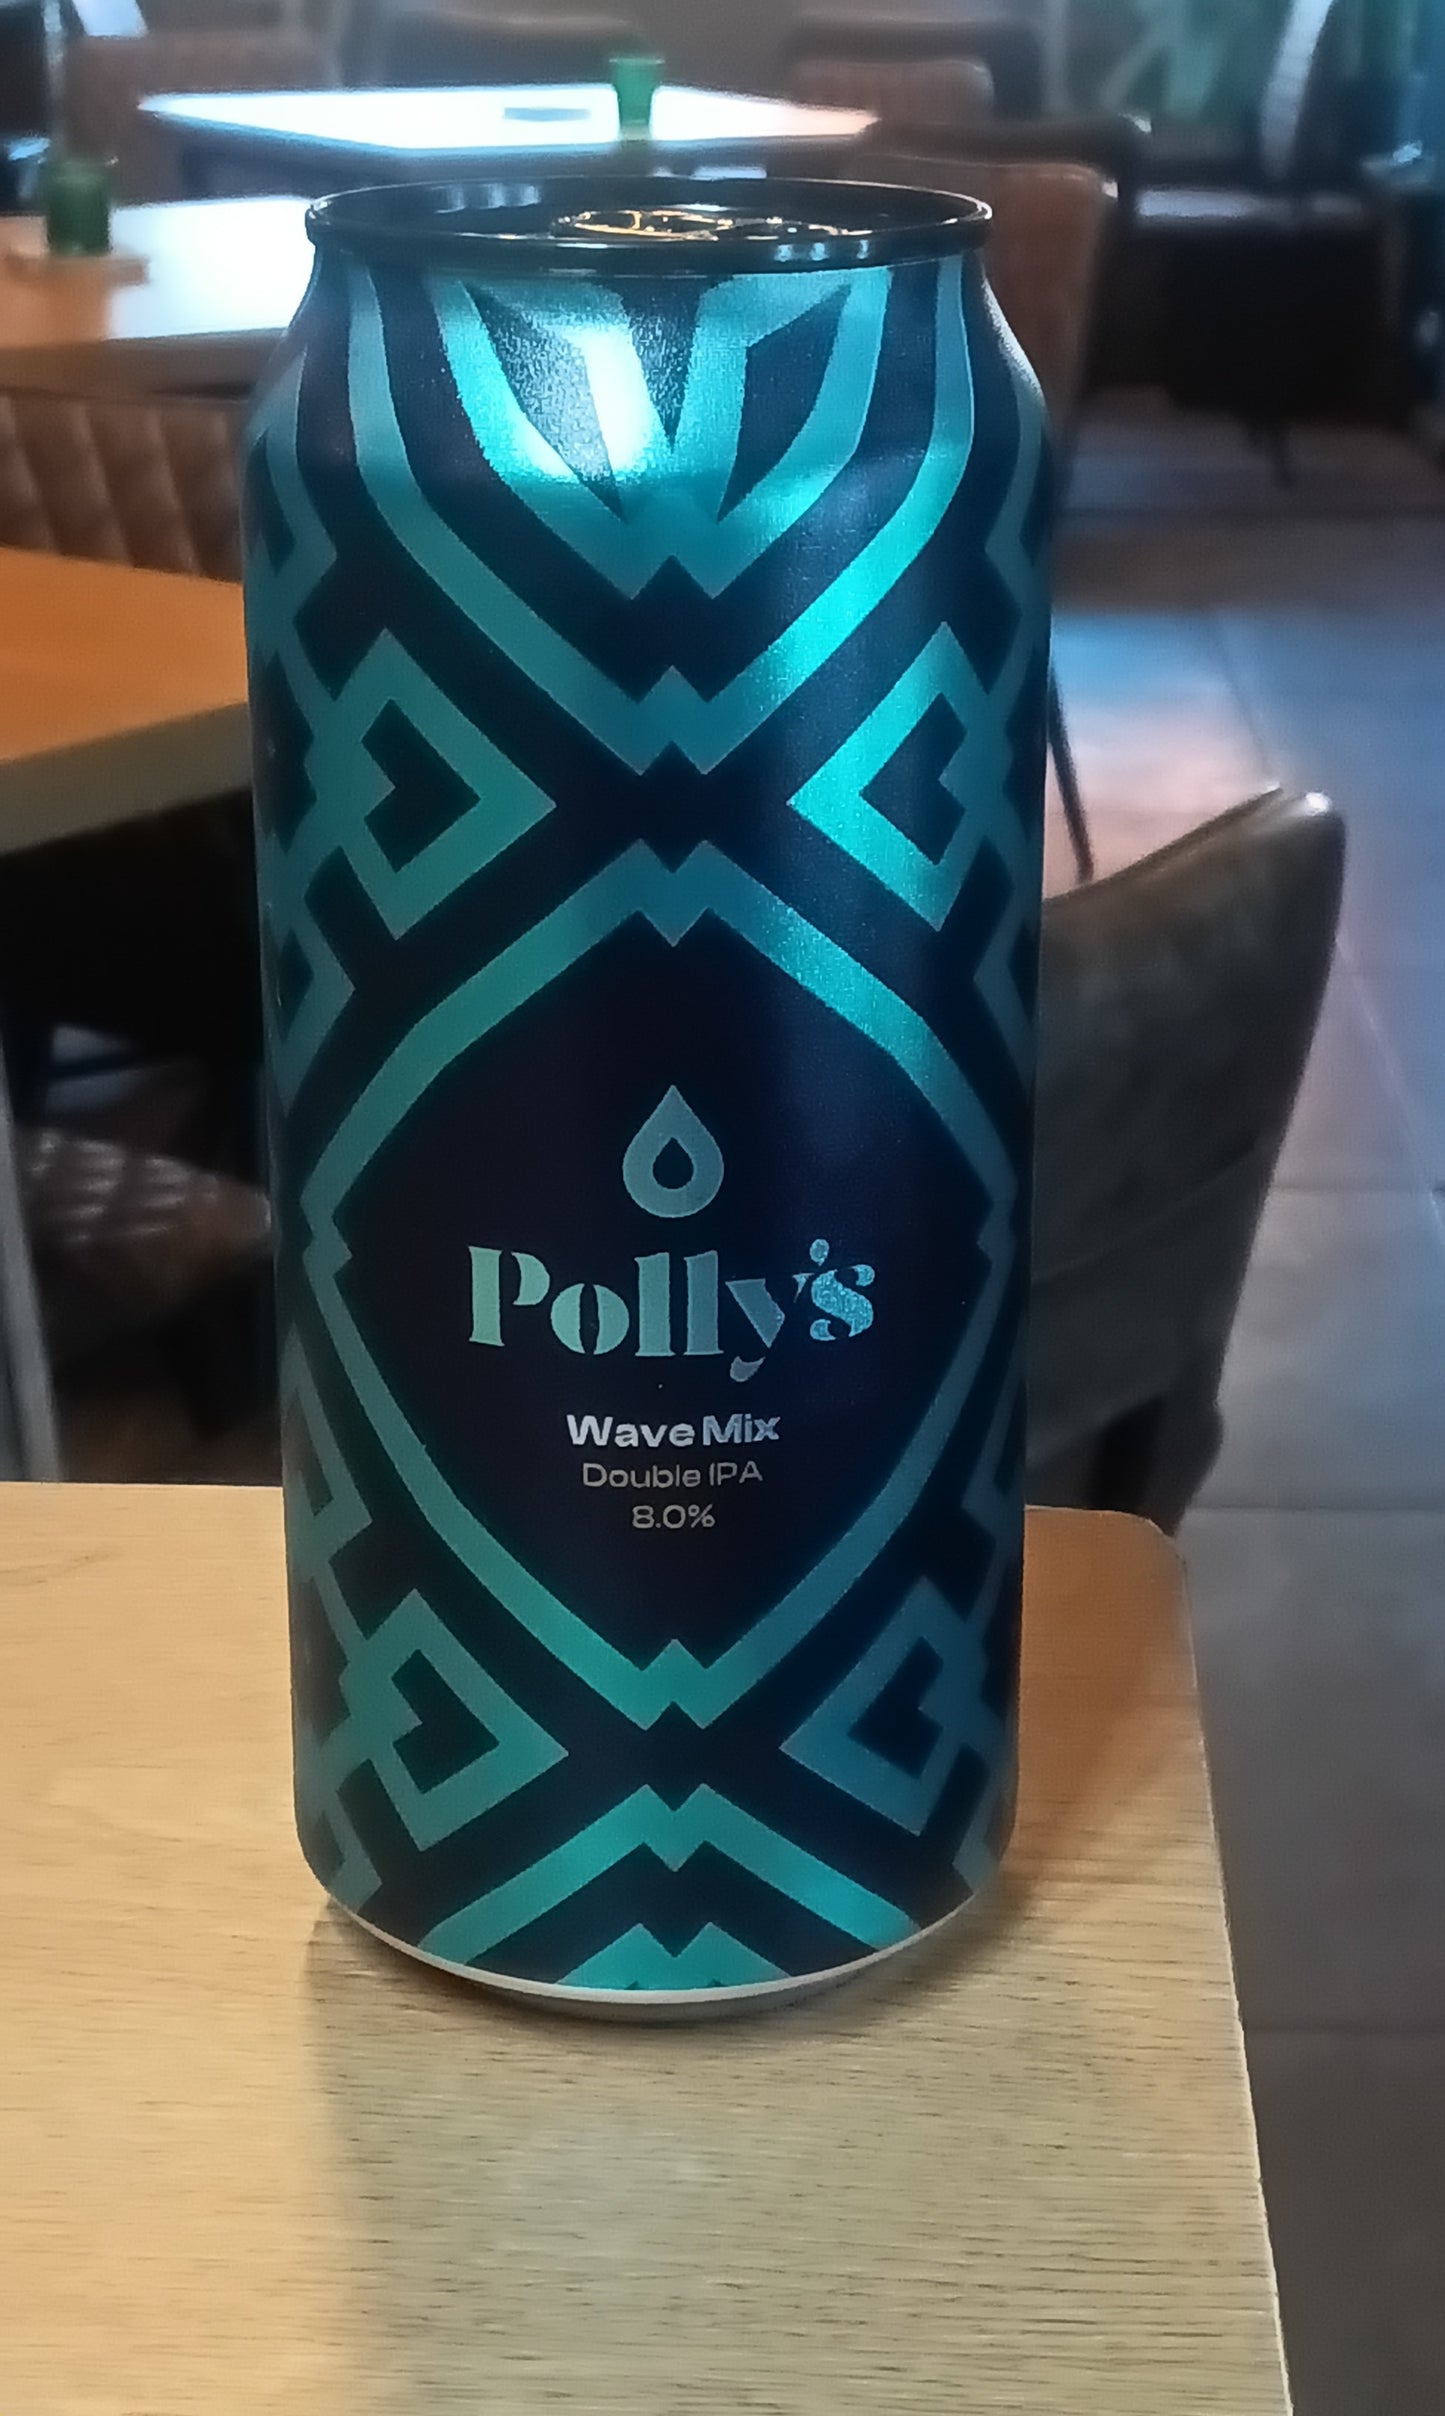 Polly's
Wave Mix
Double IPA
8.0%